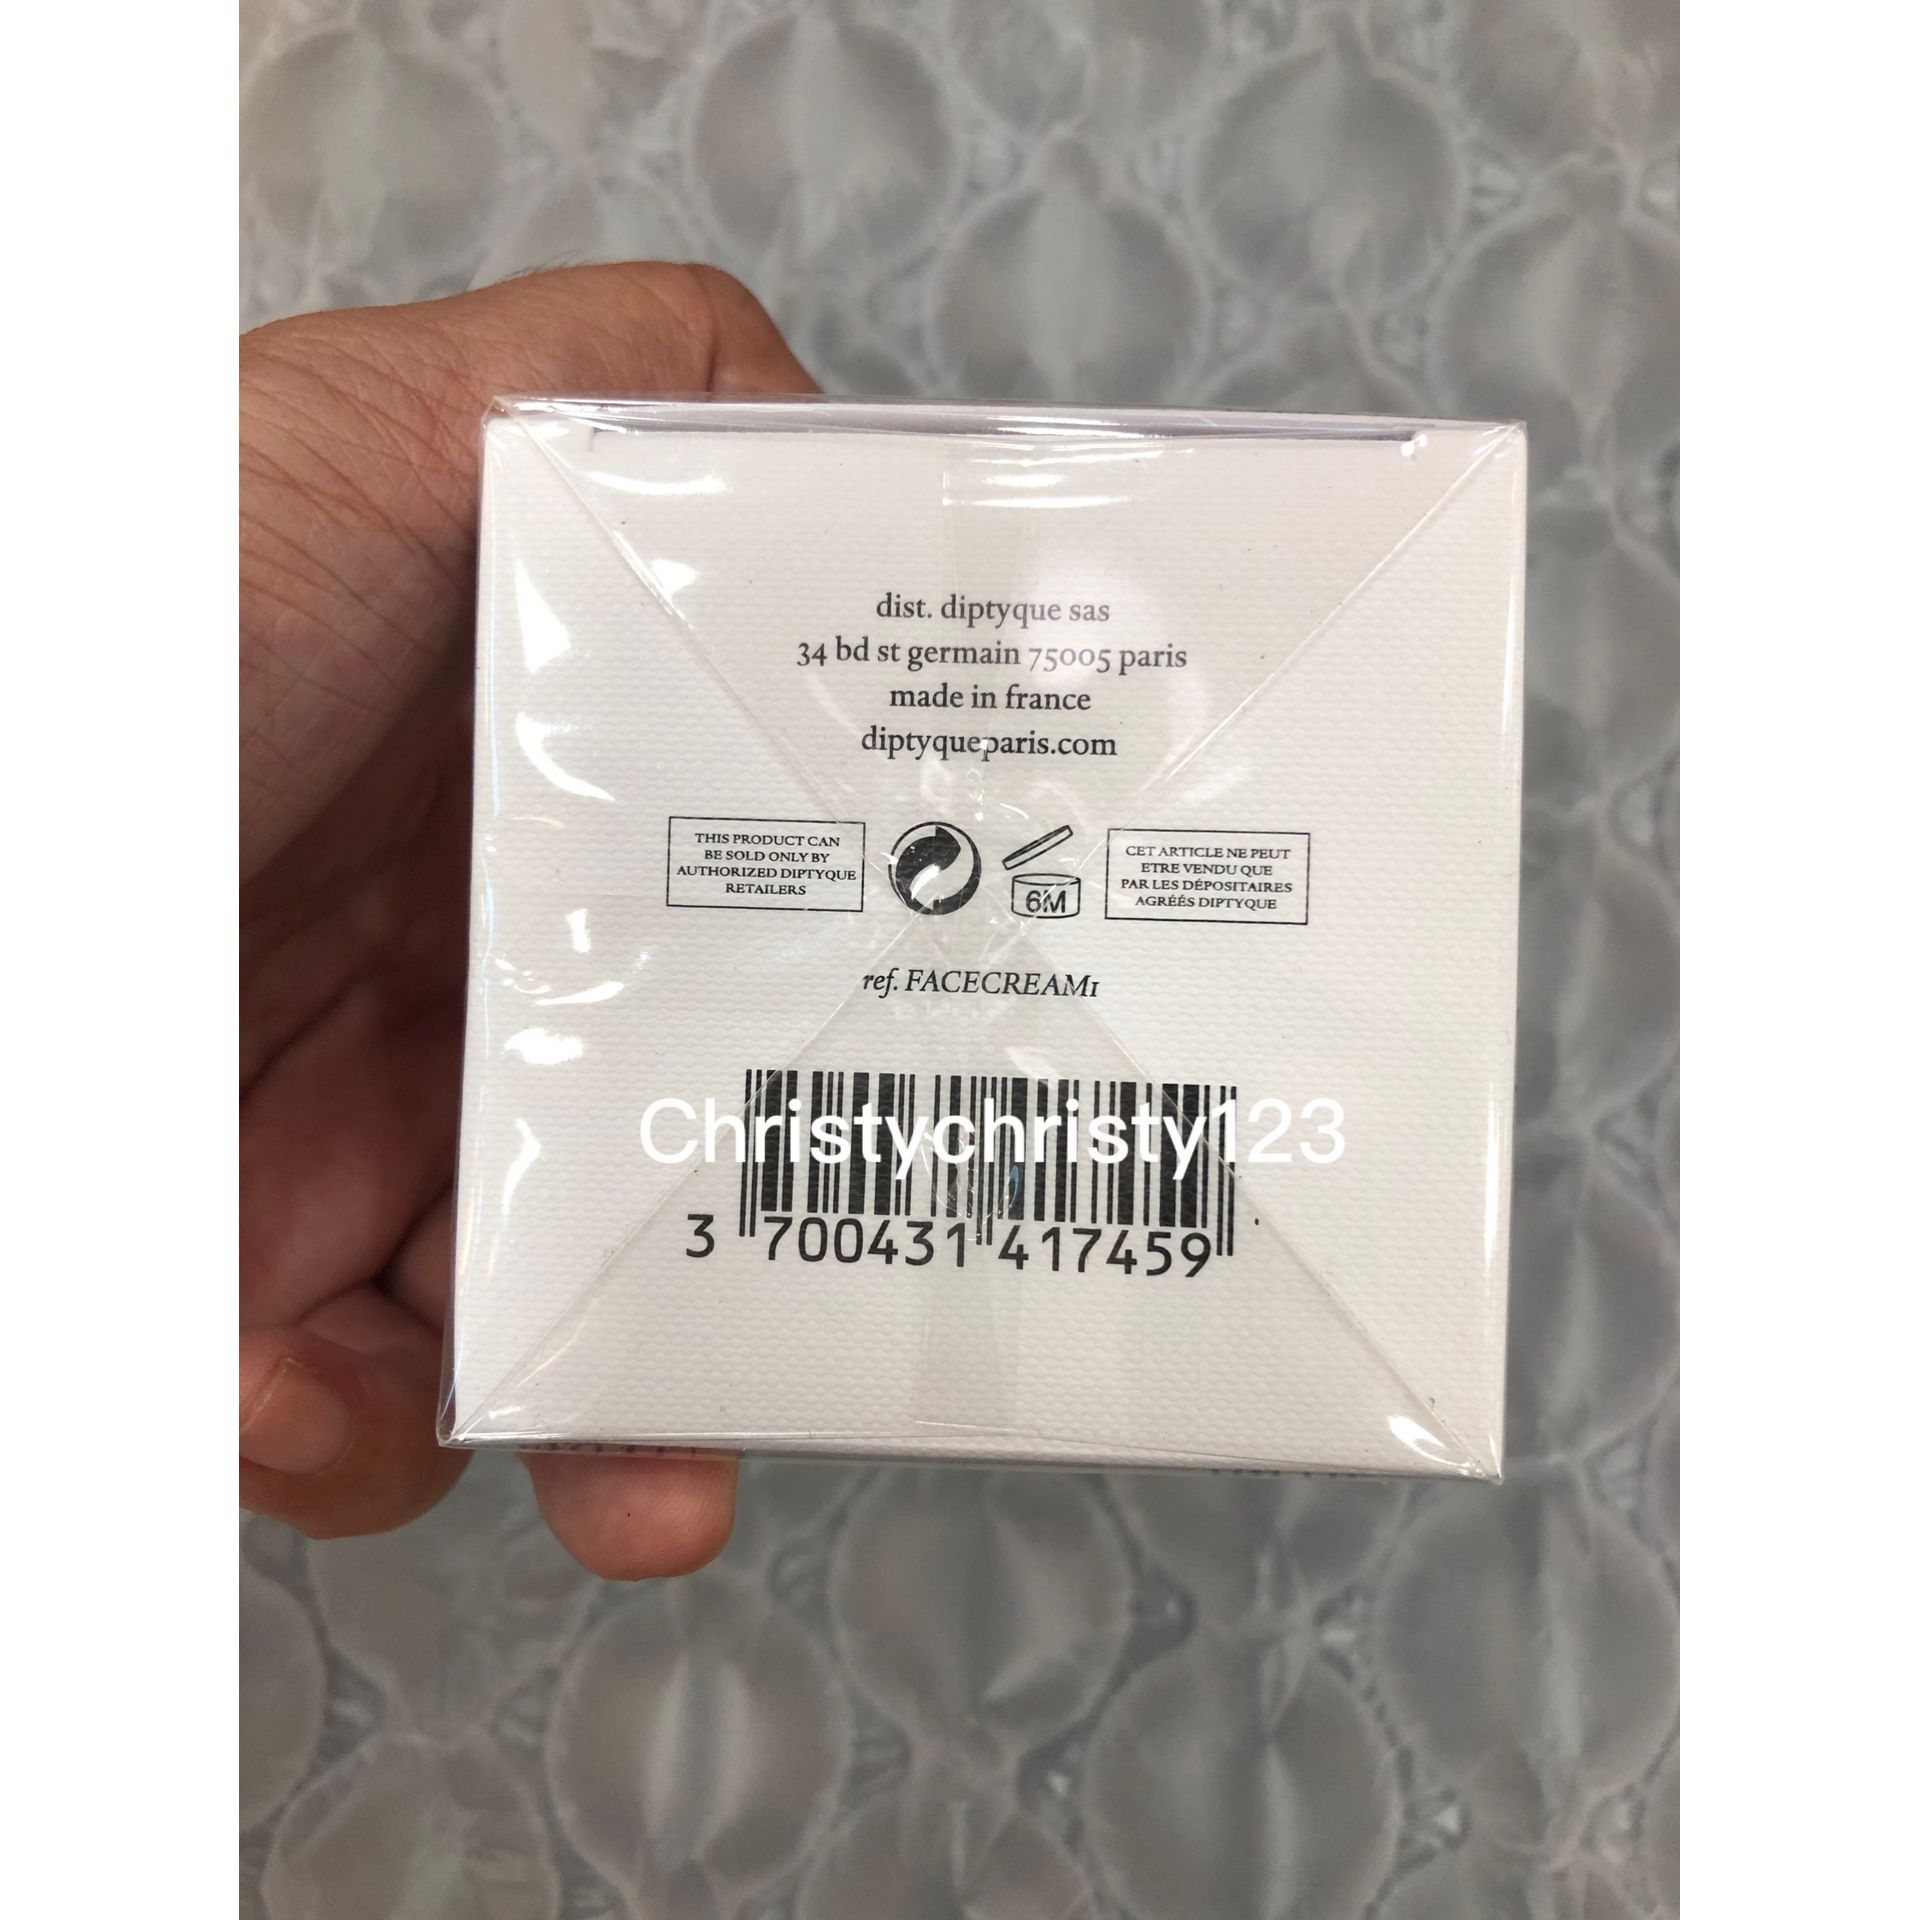 dist. diptyque sas
34 bd st germain 75005 paris
made in france
diptyqueparis.com
THIS PRODUCT CAN
BE SOLD ONLY BY
AUTHORIZED DIPTYQUE
RETAILERS
6M
CET ARTICLE NE PEUT
ETRE VENDU QUE
PAR LES DÉPOSITAIRES
AGRÉÉS DIPTYQUE
ref. FACECREAM1
Christychristy123
3 700431 417459